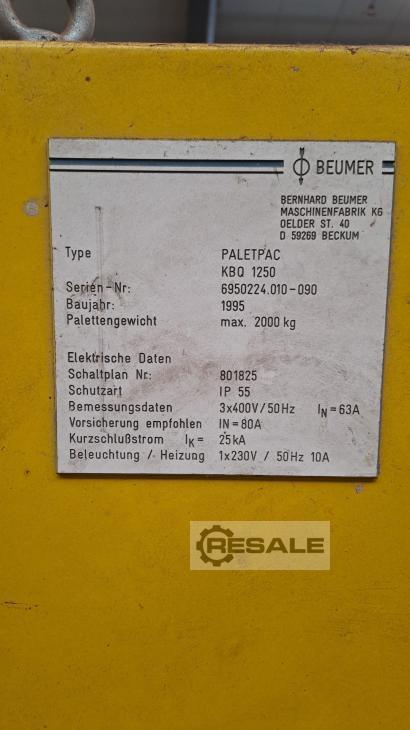 BEUMER
BERNHARD BEUMER
MASCHINENFABRIK KG
OELDER ST. 40
D 59269 BECKUM
Type PALETPAC
KBQ 1250
Serien-Nr: 6950224.010-090
Baujahr: 1995
Palettengewicht max. 2000 kg
Elektrische Daten
Schaltplan Nr: 801825
Schutzart IP 55
Bemessungsdaten 3x400V/50Hz IN=63A
Vorsicherung empfohlen IN=80A
Kurzschlußstrom IK= 25kA
Beleuchtung / Heizung 1x230V / 50Hz 10A
RESALE